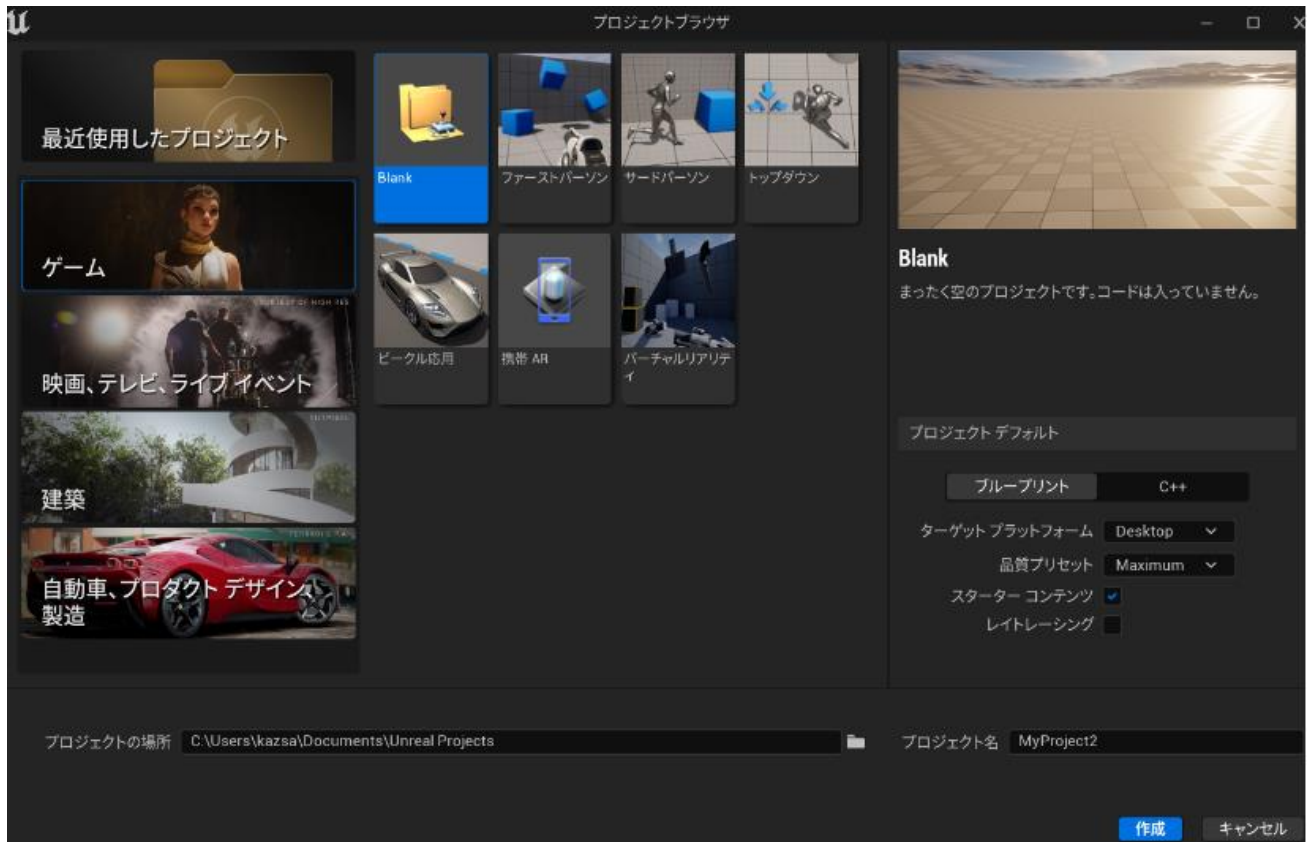 プロジェクトブラウザ
最近使用したプロジェクト
ゲーム
COURTESY OF HIGH RES
映画、テレビ、ライブ イベント
建築
自動車、プロダクト デザイン、
製造
Blank
ファーストパーソン
サードパーソン
トップダウン
ビークル応用
携帯 AR
バーチャルリアリテ
ィ
Blank
まったく空のプロジェクトです。コードは入っていません。
プロジェクト デフォルト
ブループリント
C++
ターゲット プラットフォーム Desktop
品質プリセット Maximum
スターター コンテンツ
レイトレーシング
プロジェクトの場所 C:\Users\kazsa\Documents\Unreal Projects
プロジェクト名 MyProject2
作成
キャンセル